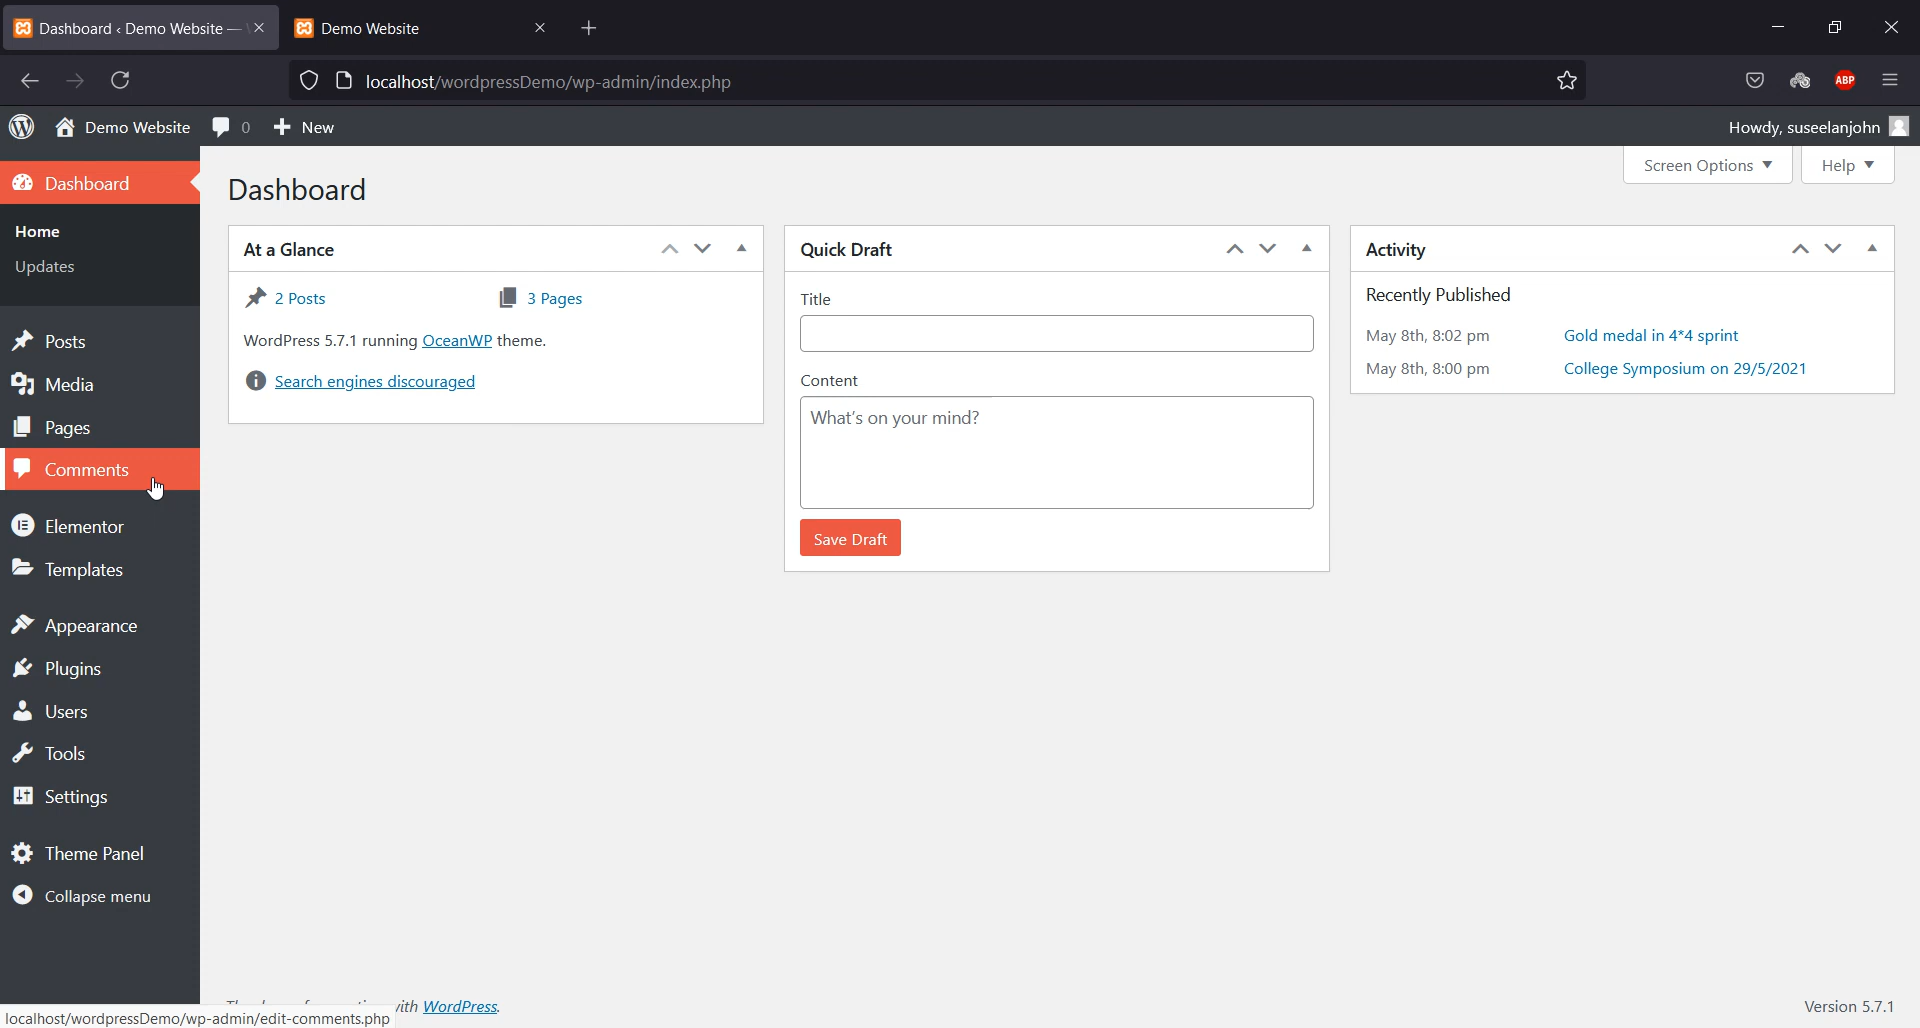 Dashboard ‹ Demo Website —
Demo Website
localhost/wordpressDemo/wp-admin/index.php
ABP
Demo Website
0
New
Howdy, suseelanjohn
Screen Options
Help
Dashboard
Home
Updates
Posts
Media
Pages
Comments
Elementor
Templates
Appearance
Plugins
Users
Tools
Settings
Theme Panel
Collapse menu
Dashboard
At a Glance
2 Posts
3 Pages
WordPress 5.7.1 running OceanWP theme.
Search engines discouraged
Quick Draft
Title
Content
What's on your mind?
Save Draft
Activity
Recently Published
May 8th, 8:02 pm
Gold medal in 4*4 sprint
May 8th, 8:00 pm
College Symposium on 29/5/2021
WordPress.
Version 5.7.1
localhost/wordpressDemo/wp-admin/edit-comments.php